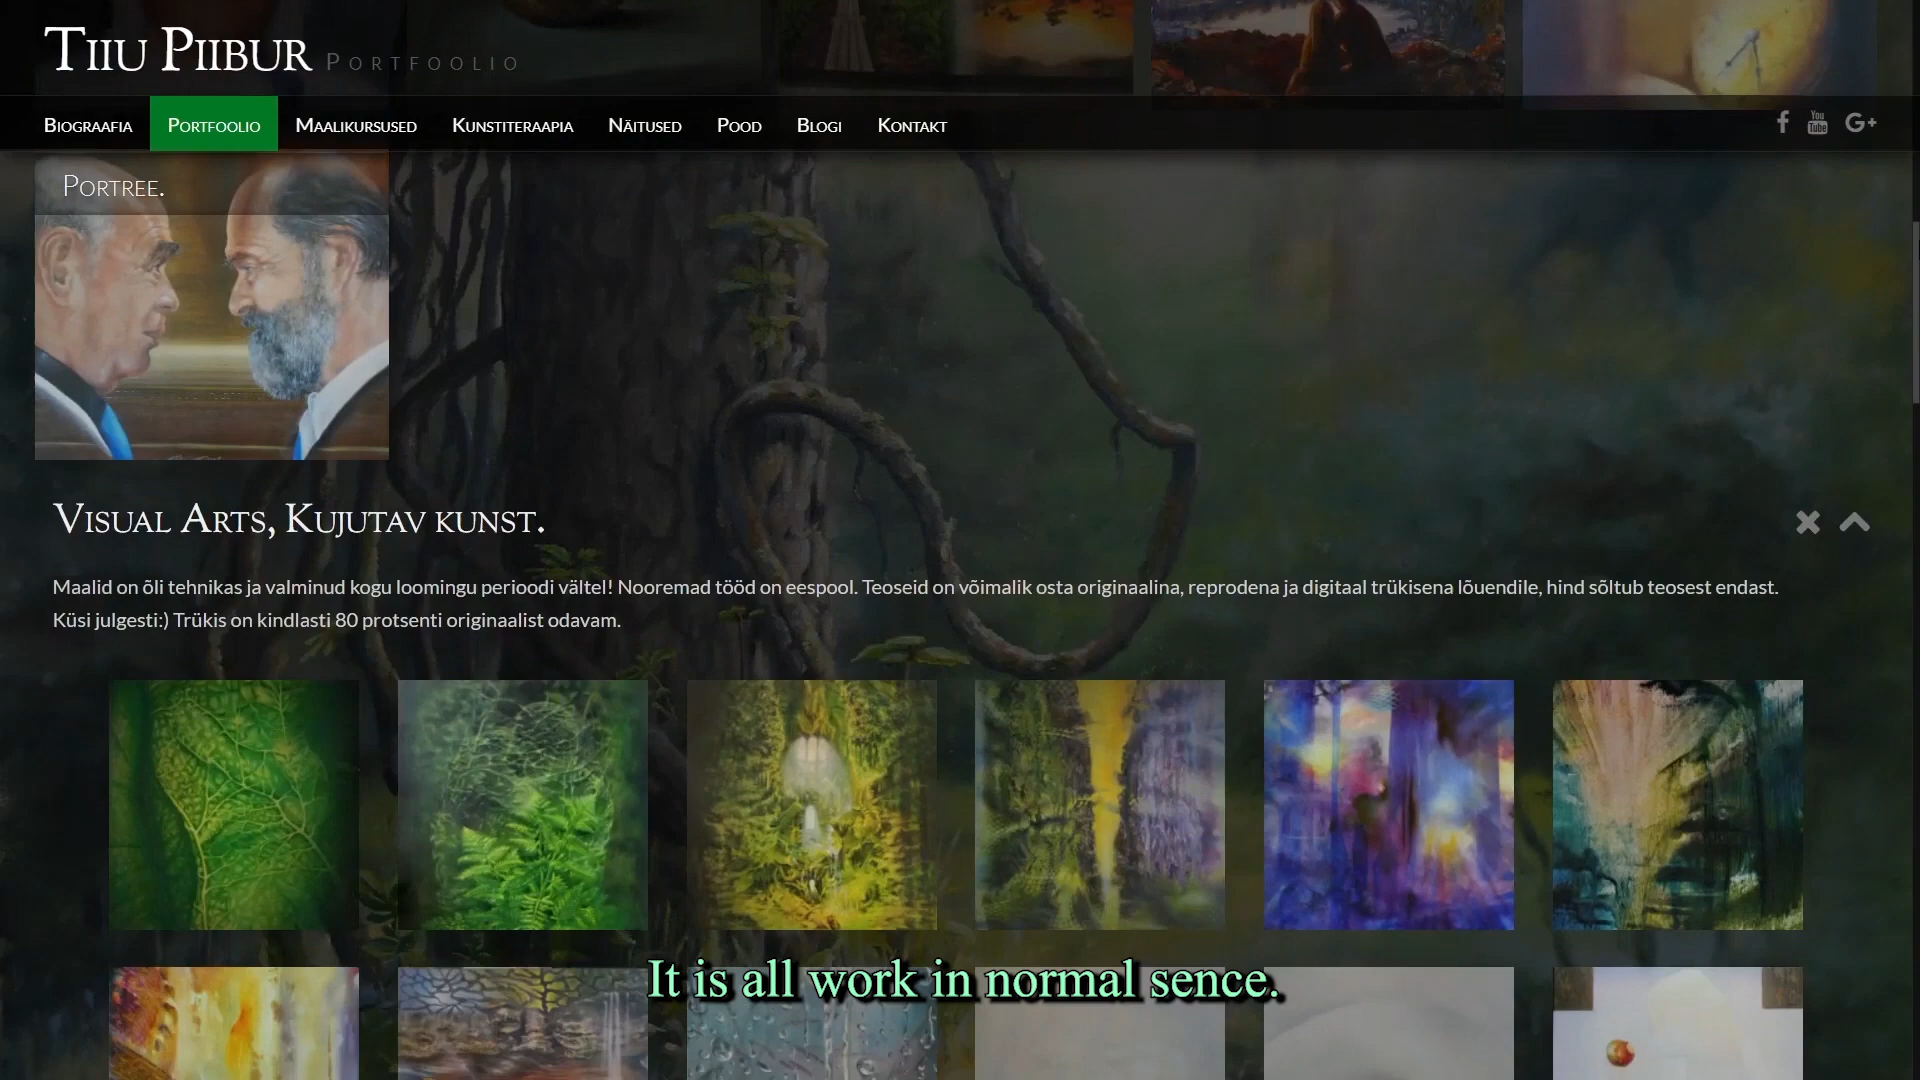 Tiiu Piibur Portfoolio
Biograafia Portfoolio Maalikursused Kunstiteraapia Näitused Pood Blogi Kontakt
You
Tube
G+
Portree.
Visual Arts, Kujutav kunst.
Maalid on õli tehnikas ja valminud kogu loomingu perioodi vältel! Nooremad tööd on eespool. Teoseid on võimalik osta originaalina, reprodena ja digitaal trükisena lõuendile, hind sõltub teosest endast.
Küsi julgesti:) Trükis on kindlasti 80 protsenti originaalist odavam.
It is all work in normal sence.